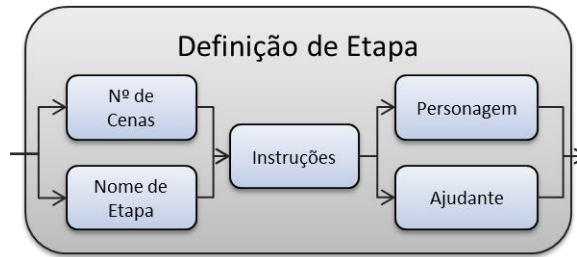 Definição de Etapa
Nº de
Cenas
Nome de
Etapa
Instruções
Personagem
Ajudante